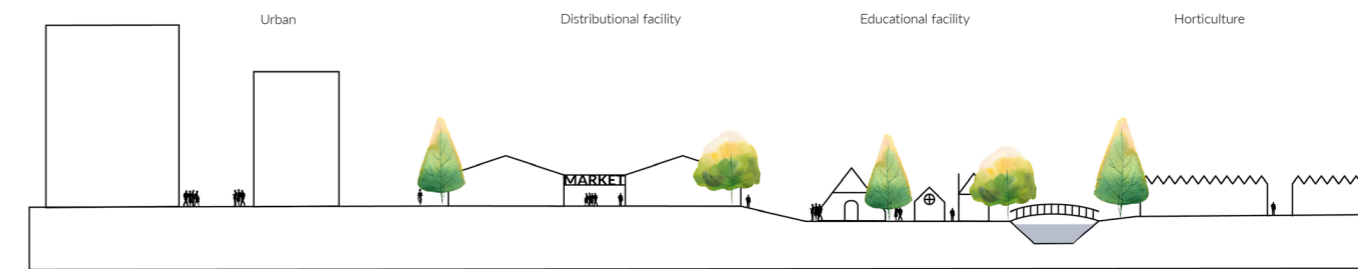 Urban
Distributional facility
Educational facility
Horticulture
MARKET